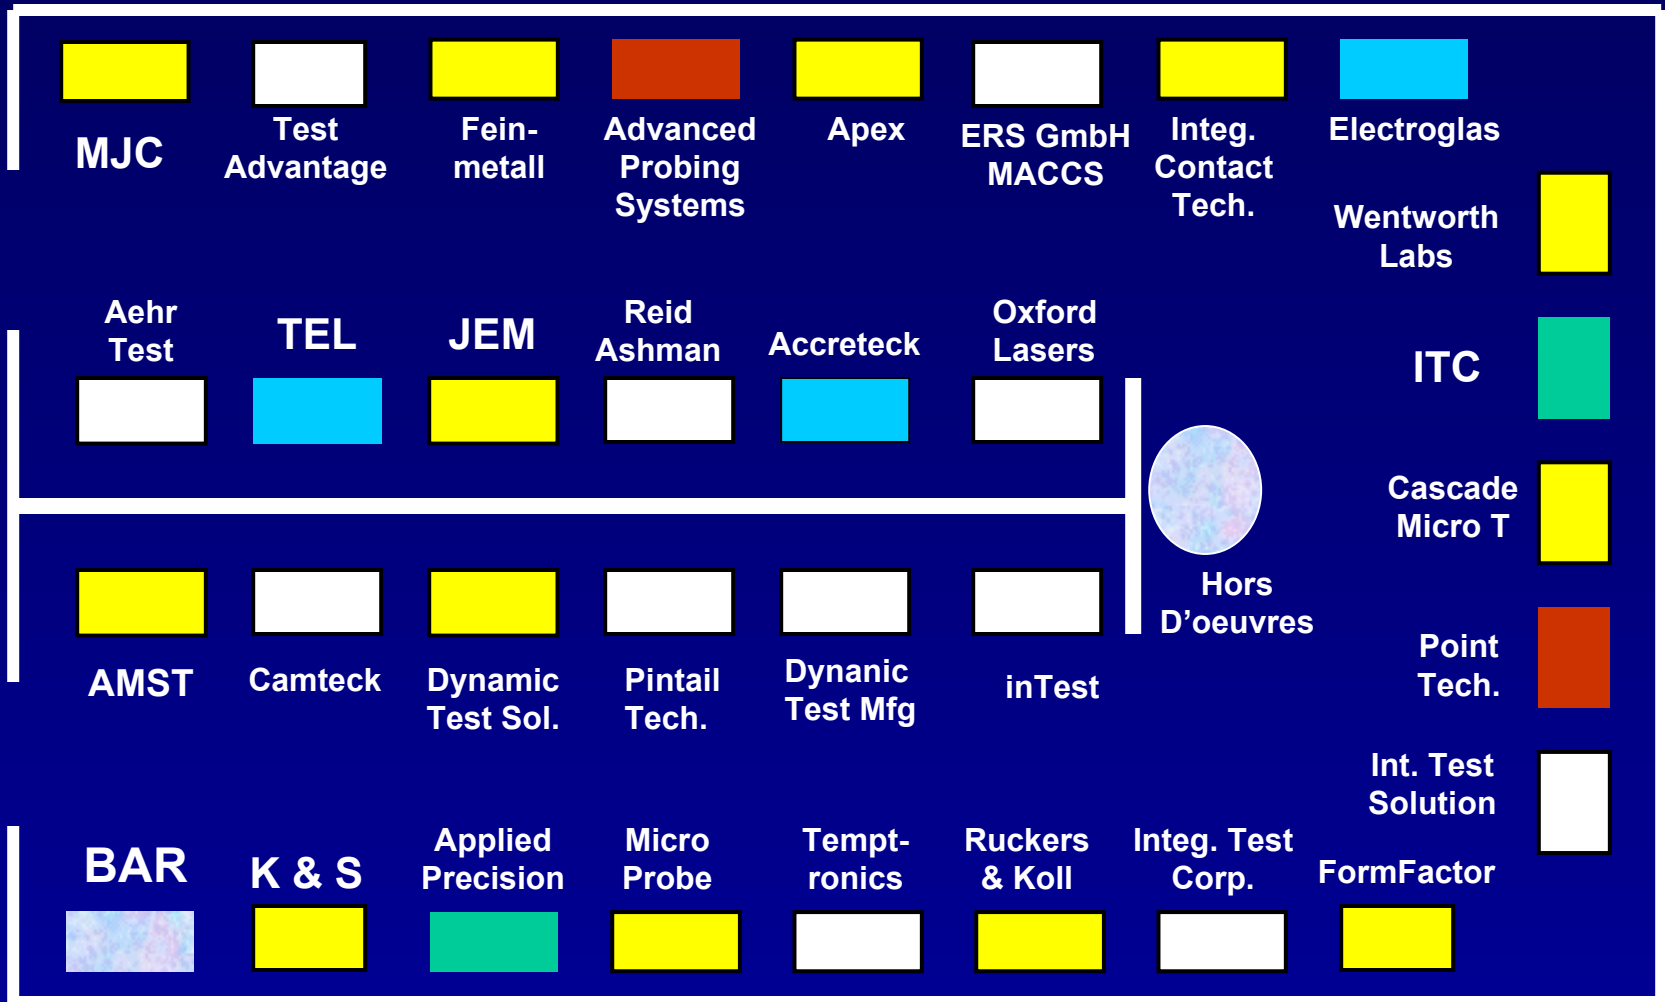 MJC
Test
Advantage
Fein-
metall
Advanced
Probing
Systems
Apex
ERS GmbH
MACCS
Integ.
Contact
Tech.
Electroglas
Wentworth
Labs
Aehr
Test
TEL
JEM
Reid
Ashman
Accreteck
Oxford
Lasers
ITC
Cascade
Micro T
Hors
D’oeuvres
AMST
Camteck
Dynamic
Test Sol.
Pintail
Tech.
Dynanic
Test Mfg
inTest
Point
Tech.
Int. Test
Solution
BAR
K & S
Applied
Precision
Micro
Probe
Tempt-
ronics
Ruckers
& Koll
Integ. Test
Corp.
FormFactor